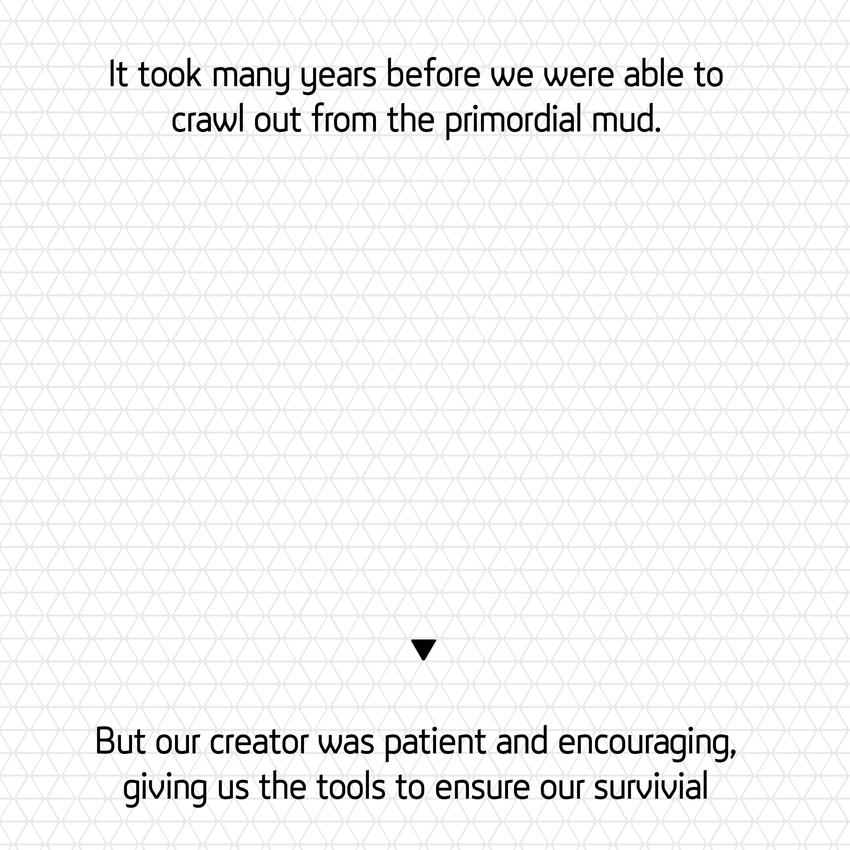 It took many years before we were able to
crawl out from the primordial mud.
But our creator was patient and encouraging,
giving us the tools to ensure our survivial